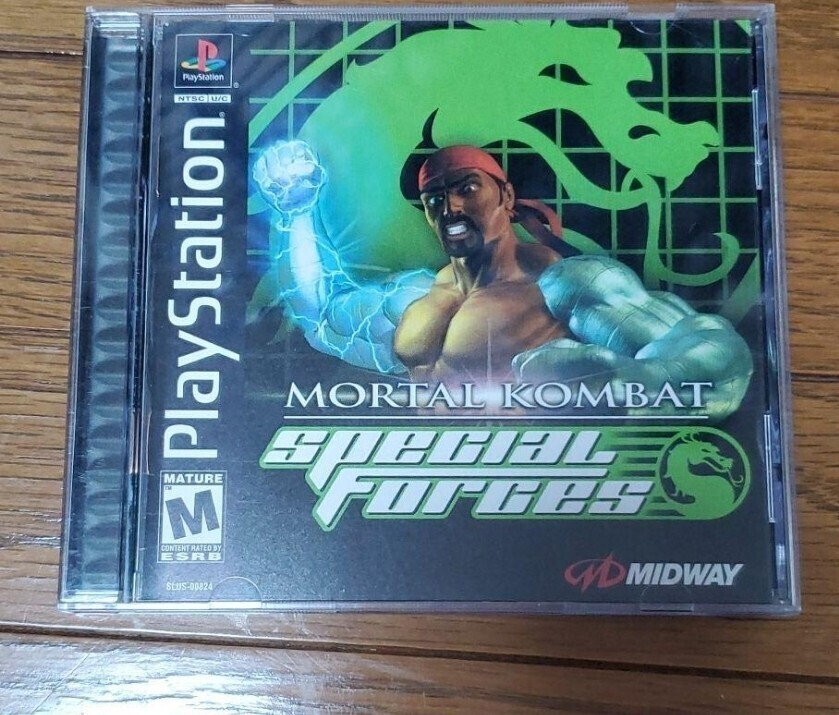 PlayStation
NTSC U/C
PlayStation
MORTAL KOMBAT
SPECIAL
FORCES
MATURE
M
CONTENT RATED BY
ESRB
SLUS-00824
MIDWAY